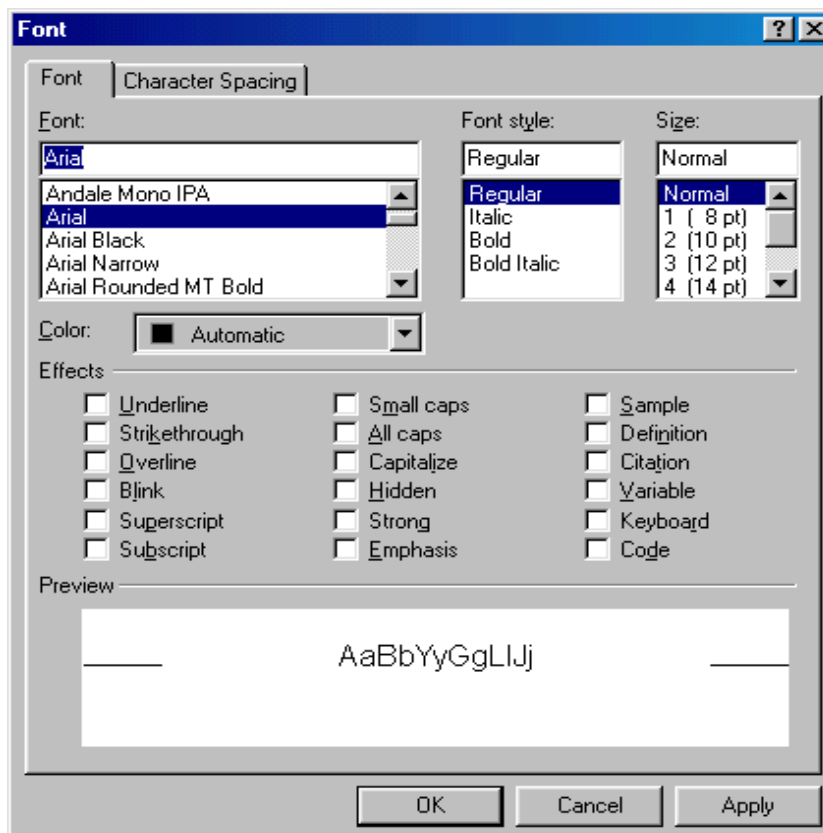 Font
Font
Character Spacing
Font:
Font style:
Size:
Arial
Regular
Normal
Andale Mono IPA
Arial
Arial Black
Arial Narrow
Arial Rounded MT Bold
Regular
Italic
Bold
Bold Italic
Normal
1 ( 8 pt)
2 (10 pt)
3 (12 pt)
4 (14 pt)
Color:
Automatic
Effects
Underline
Strikethrough
Overline
Blink
Superscript
Subscript
Small caps
All caps
Capitalize
Hidden
Strong
Emphasis
Sample
Definition
Citation
Variable
Keyboard
Code
Preview
AaBbYyGgLlJj
OK
Cancel
Apply